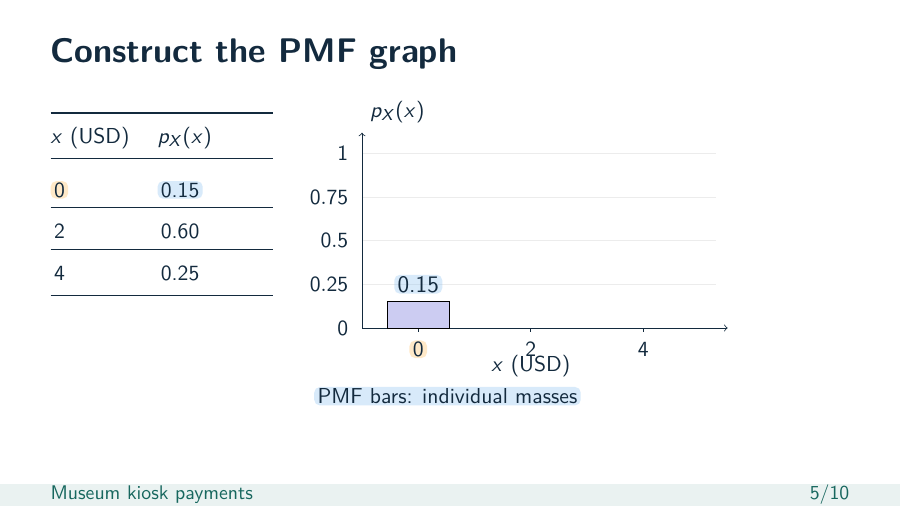 Construct the PMF graph
x (USD) pX(x)
0 0.15
2 0.60
4 0.25
pX(x)
1
0.75
0.5
0.25
0
0.15
0 2 4
x (USD)
PMF bars: individual masses
Museum kiosk payments 5/10